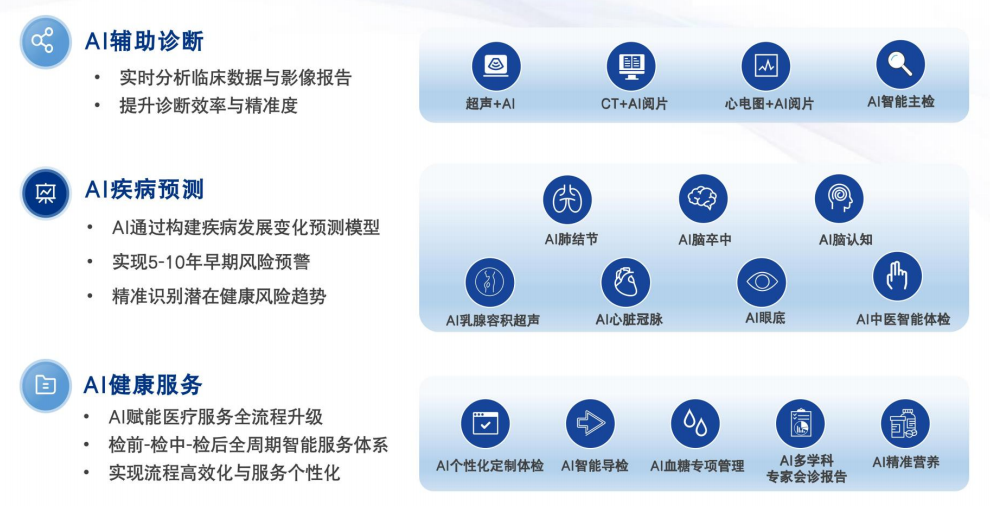 AI辅助诊断
• 实时分析临床数据与影像报告
• 提升诊断效率与精准度
超声+AI
CT+AI阅片
心电图+AI阅片
AI智能主检
AI疾病预测
• AI通过构建疾病发展变化预测模型
• 实现5-10年早期风险预警
• 精准识别潜在健康风险趋势
AI肺结节
AI脑卒中
AI脑认知
AI乳腺容积超声
AI心脏冠脉
AI眼底
AI中医智能体检
AI健康服务
• AI赋能医疗服务全流程升级
• 检前-检中-检后全周期智能服务体系
• 实现流程高效化与服务个性化
AI个性化定制体检
AI智能导检
AI血糖专项管理
AI多学科
专家会诊报告
AI精准营养